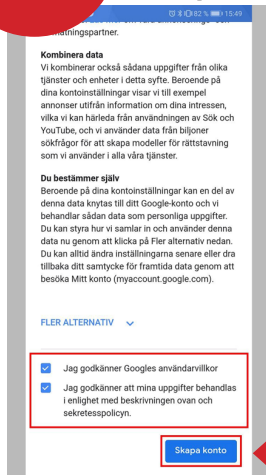 82 % 15:49
ndningspartner.
Kombinera data
Vi kombinerar också sådana uppgifter från olika
tjänster och enheter i detta syfte. Beroende på
dina kontoinställningar visar vi till exempel
annonser utifrån information om dina intressen,
vilka vi kan härleda från användningen av Sök och
YouTube, och vi använder data från biljoner
sökfrågor för att skapa modeller för rättstavning
som vi använder i alla våra tjänster.
Du bestämmer själv
Beroende på dina kontoinställningar kan en del av
denna data knytas till ditt Google-konto och vi
behandlar sådan data som personliga uppgifter.
Du kan styra hur vi samlar in och använder denna
data nu genom att klicka på Fler alternativ nedan.
Du kan alltid ändra inställningarna senare eller dra
tillbaka ditt samtycke för framtida data genom att
besöka Mitt konto (myaccount.google.com).
FLER ALTERNATIV
Jag godkänner Googles användarvillkor
Jag godkänner att mina uppgifter behandlas
i enlighet med beskrivningen ovan och
sekretesspolicyn.
Skapa konto